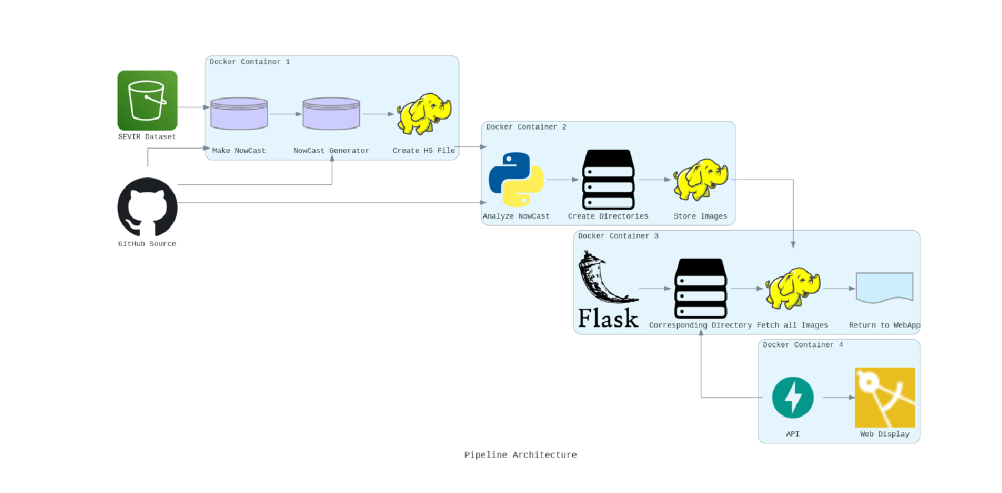 Docker Container 1
SEVIR Dataset
Make NowCast
NowCast Generator
Create H5 File
GitHub Source
Docker Container 2
Analyze NowCast
Create Directories
Store Images
Docker Container 3
Flask
Corresponding Directory
Fetch all Images
Return to WebApp
Docker Container 4
API
Web Display
Pipeline Architecture